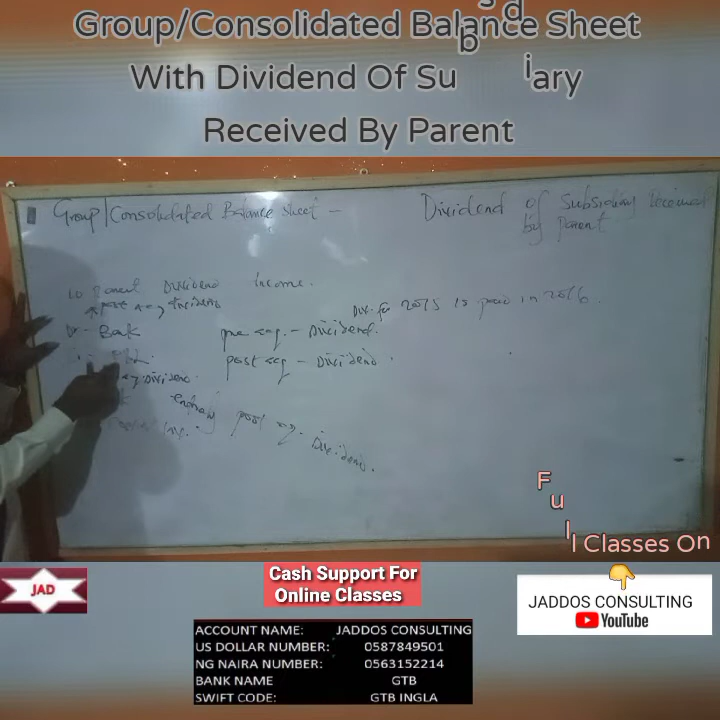 Group/Consolidated Balance Sheet
With Dividend Of Subsidiary
Received By Parent
Group/Consolidated Balance Sheet - Dividend of Subsidiary Received
by Parent
Dividend Income.
Div. for 2015 is paid in 2016.
Bank pre acq. - Dividend.
post acq - Dividend.
Dividend.
post acq. Dividend.
Full Classes On
JAD
Cash Support For
Online Classes
JADDOS CONSULTING
YouTube
ACCOUNT NAME: JADDOS CONSULTING
US DOLLAR NUMBER: 0587849501
NG NAIRA NUMBER: 0563152214
BANK NAME GTB
SWIFT CODE: GTB INGLA